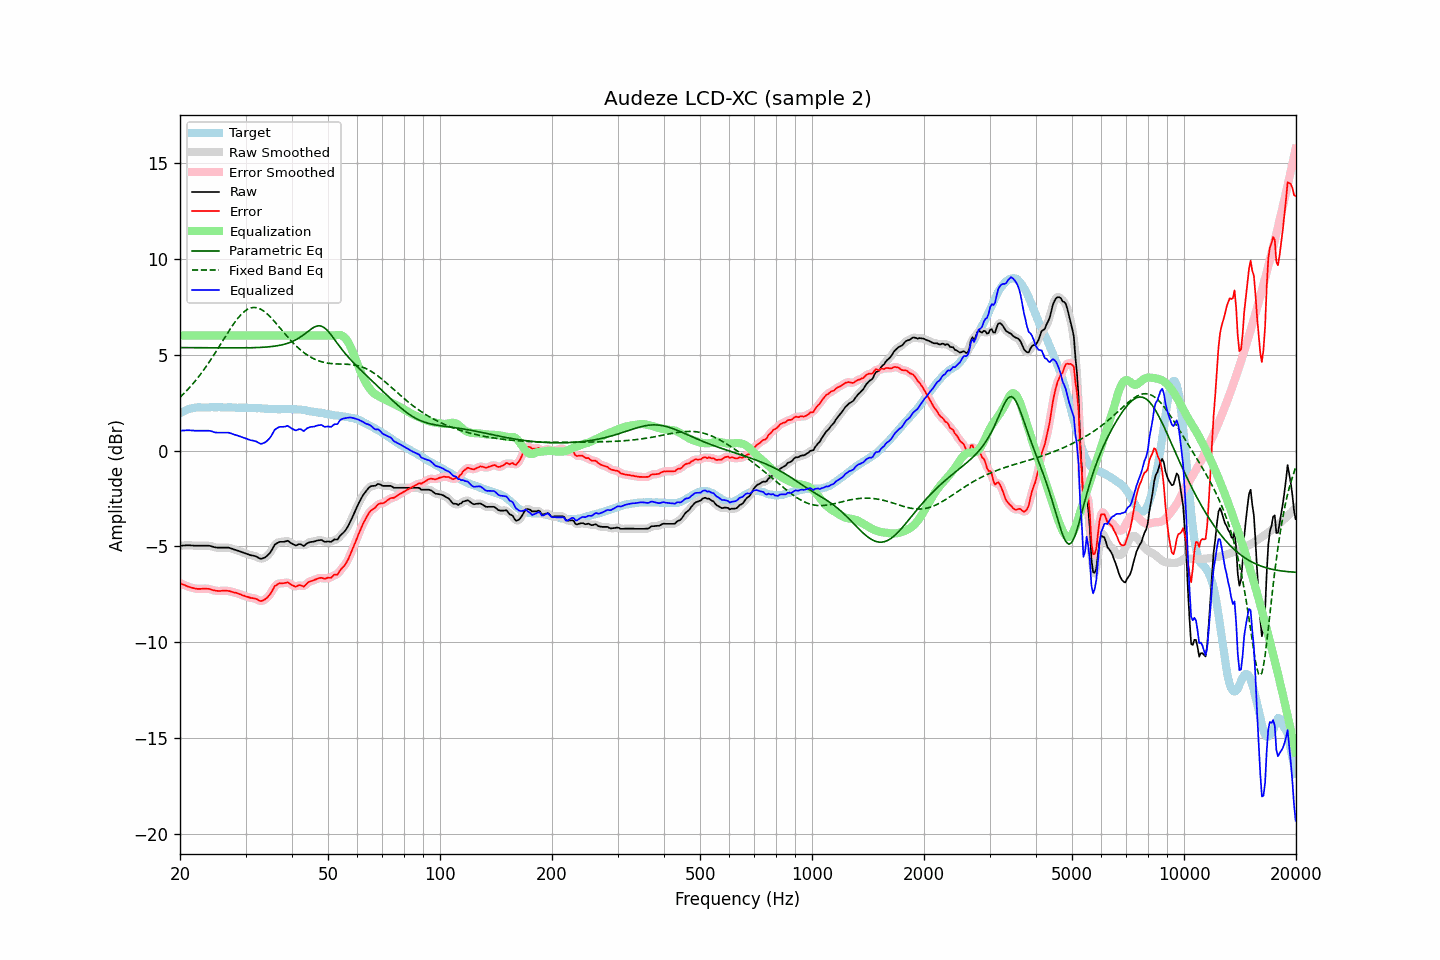 Audeze LCD-XC (sample 2)
Target
Raw Smoothed
Error Smoothed
Raw
Error
Equalization
Parametric Eq
Fixed Band Eq
Equalized
Amplitude (dBr)
15
10
5
0
−5
−10
−15
−20
20 50 100 200 500 1000 2000 5000 10000 20000
Frequency (Hz)